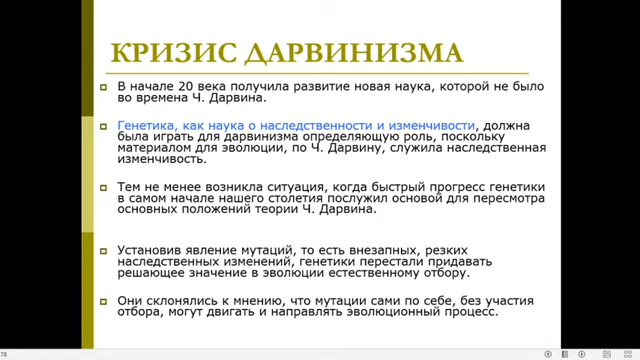 КРИЗИС ДАРВИНИЗМА
В начале 20 века получила развитие новая наука, которой не было
во времена Ч. Дарвина.
Генетика, как наука о наследственности и изменчивости, должна
была играть для дарвинизма определяющую роль, поскольку
материалом для эволюции, по Ч. Дарвину, служила наследственная
изменчивость.
Тем не менее возникла ситуация, когда быстрый прогресс генетики
в самом начале нашего столетия послужил основой для пересмотра
основных положений теории Ч. Дарвина.
Установив явление мутаций, то есть внезапных, резких
наследственных изменений, генетики перестали придавать
решающее значение в эволюции естественному отбору.
Они склонялись к мнению, что мутации сами по себе, без участия
отбора, могут двигать и направлять эволюционный процесс.
78